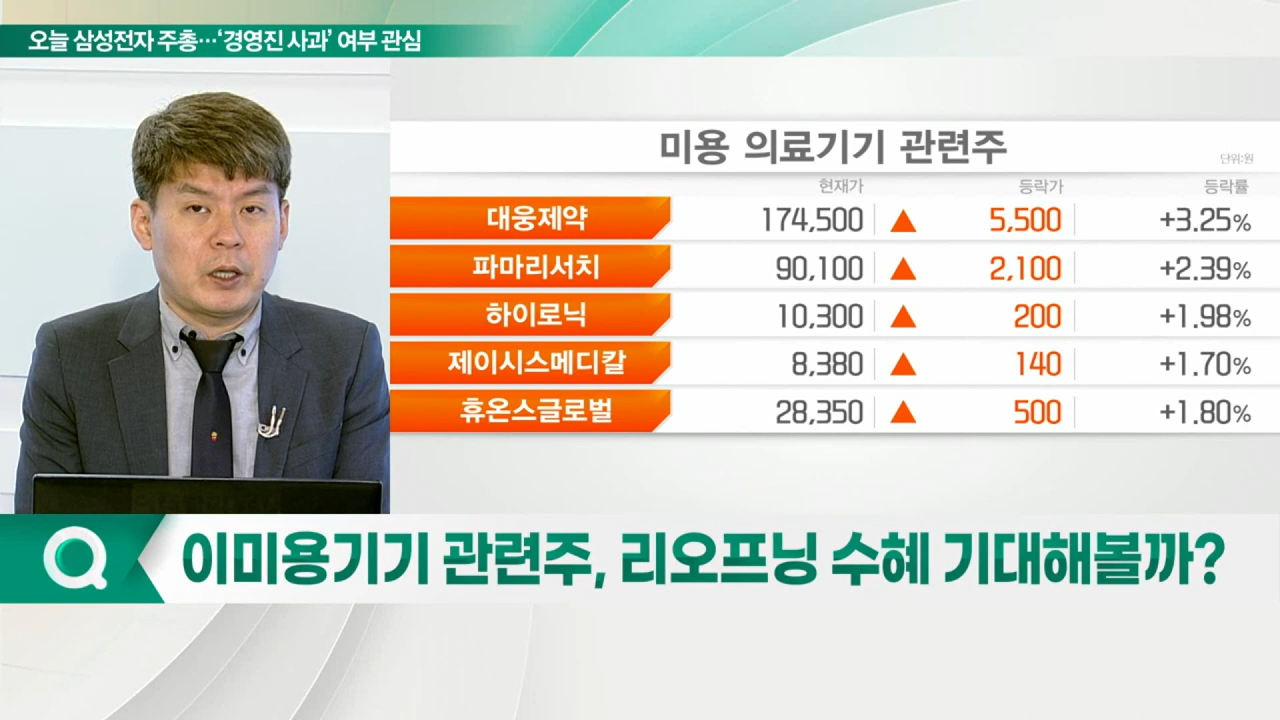 오늘 삼성전자 주총…‘경영진 사과’ 여부 관심
미용 의료기기 관련주
단위:원
현재가 등락가 등락률
대웅제약 174,500 ▲ 5,500 +3.25%
파마리서치 90,100 ▲ 2,100 +2.39%
하이로닉 10,300 ▲ 200 +1.98%
제이시스메디칼 8,380 ▲ 140 +1.70%
휴온스글로벌 28,350 ▲ 500 +1.80%
이미용기기 관련주, 리오프닝 수혜 기대해볼까?